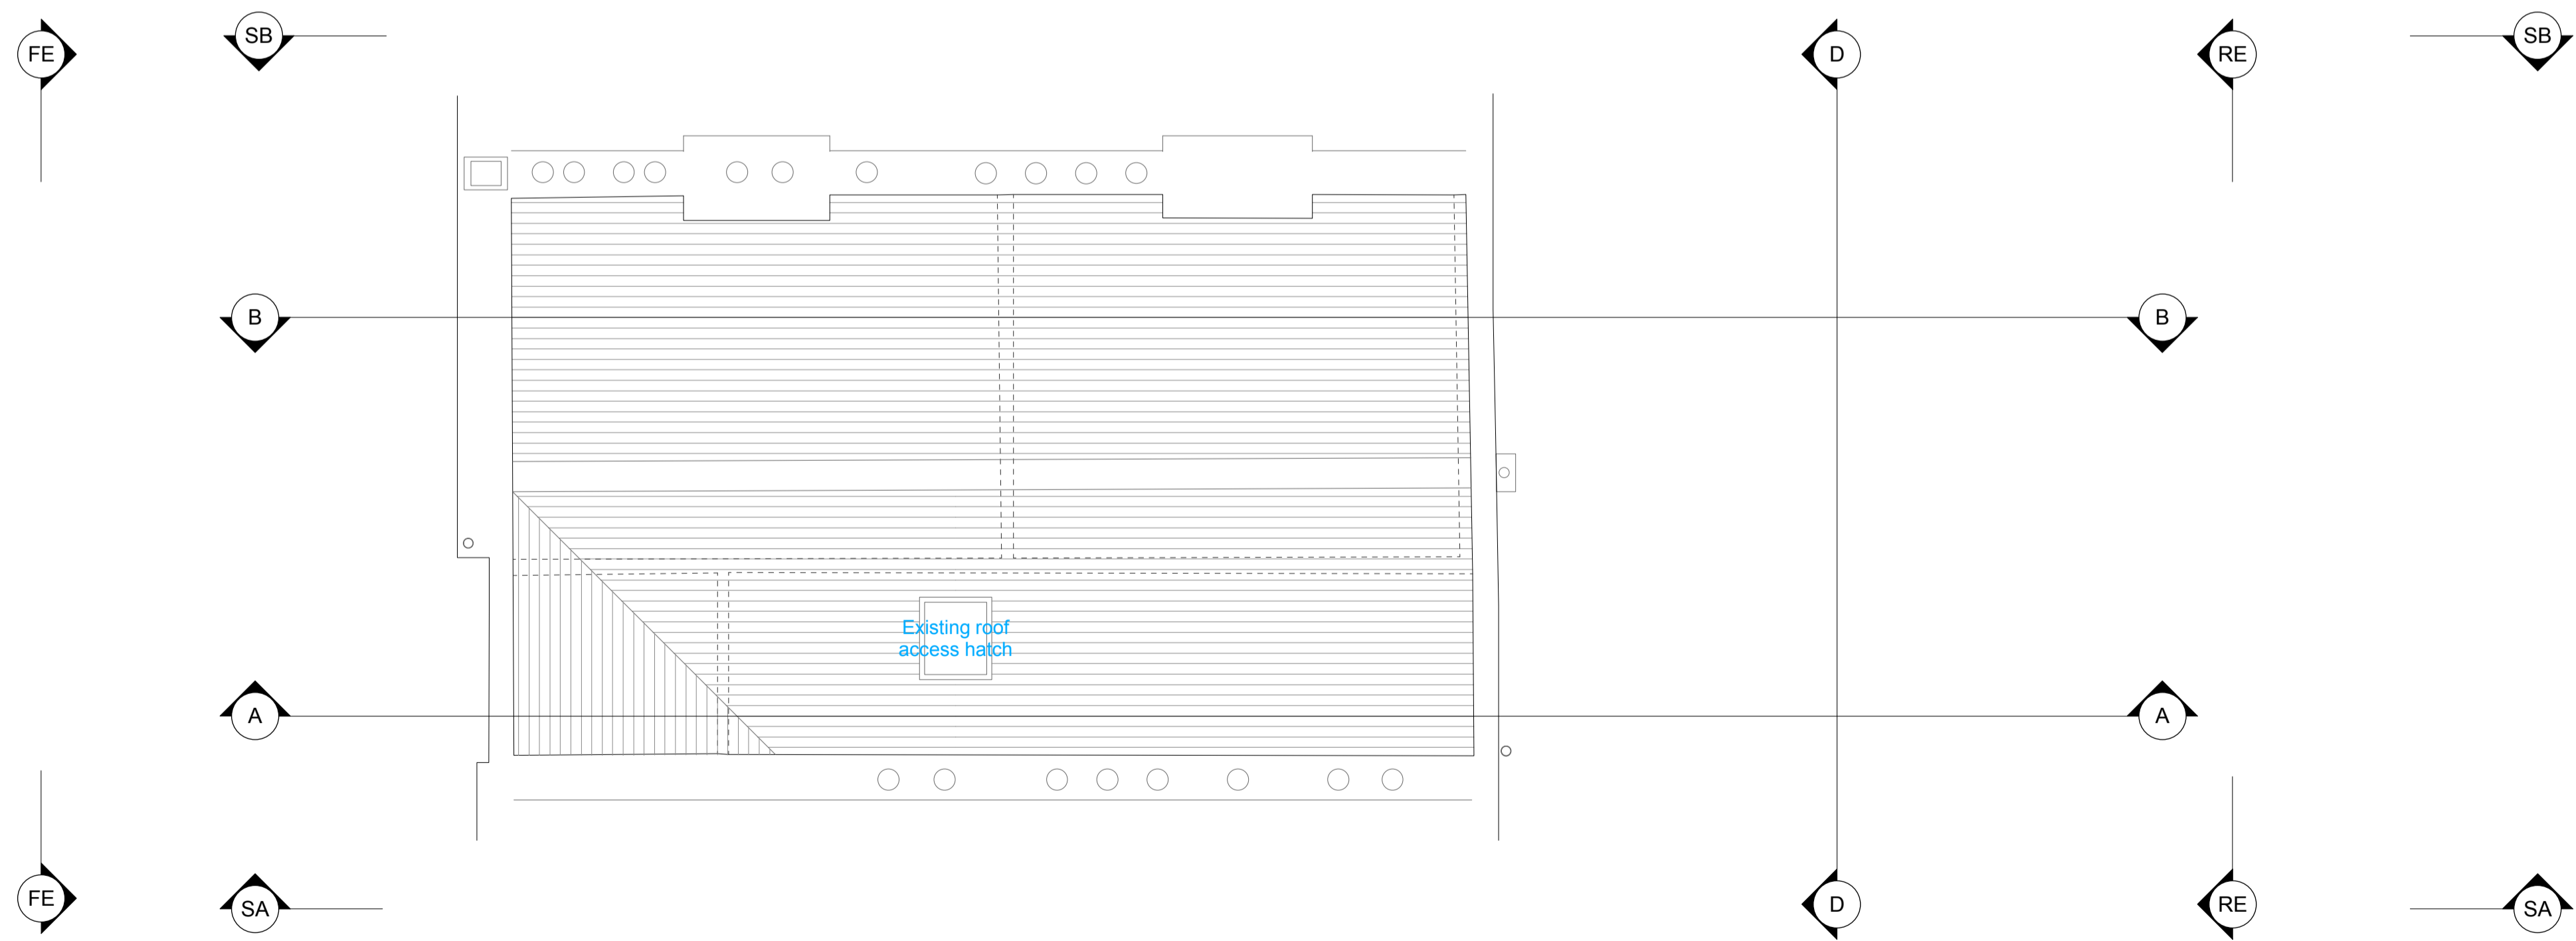 FE
SB
D
RE
SB
B
B
Existing roof
access hatch
A
A
FE
SA
D
RE
SA